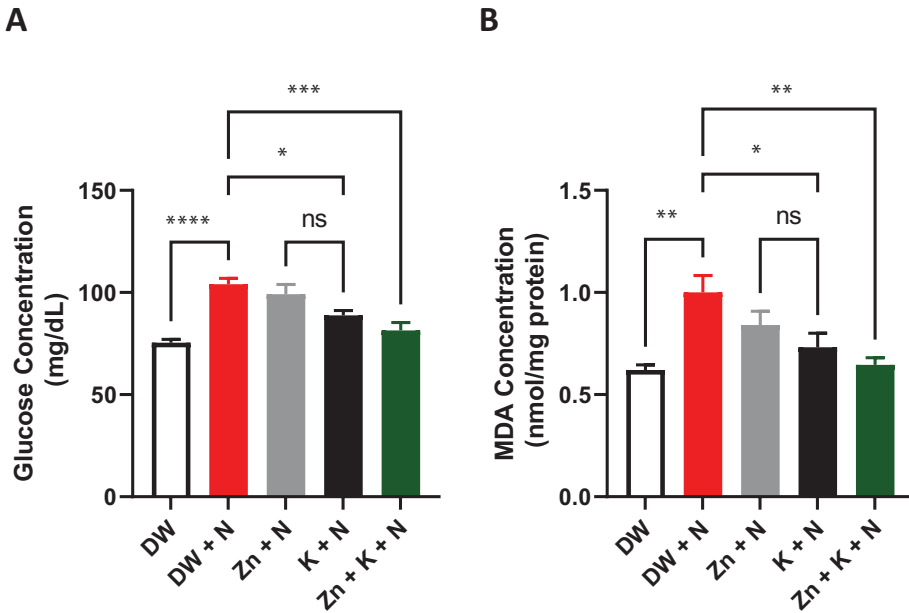 A
***
*
****
ns
Glucose Concentration
(mg/dL)
150
100
50
0
DW
DW + N
Zn + N
K + N
Zn + K + N
B
**
*
**
ns
MDA Concentration
(nmol/mg protein)
1.5
1.0
0.5
0.0
DW
DW + N
Zn + N
K + N
Zn + K + N